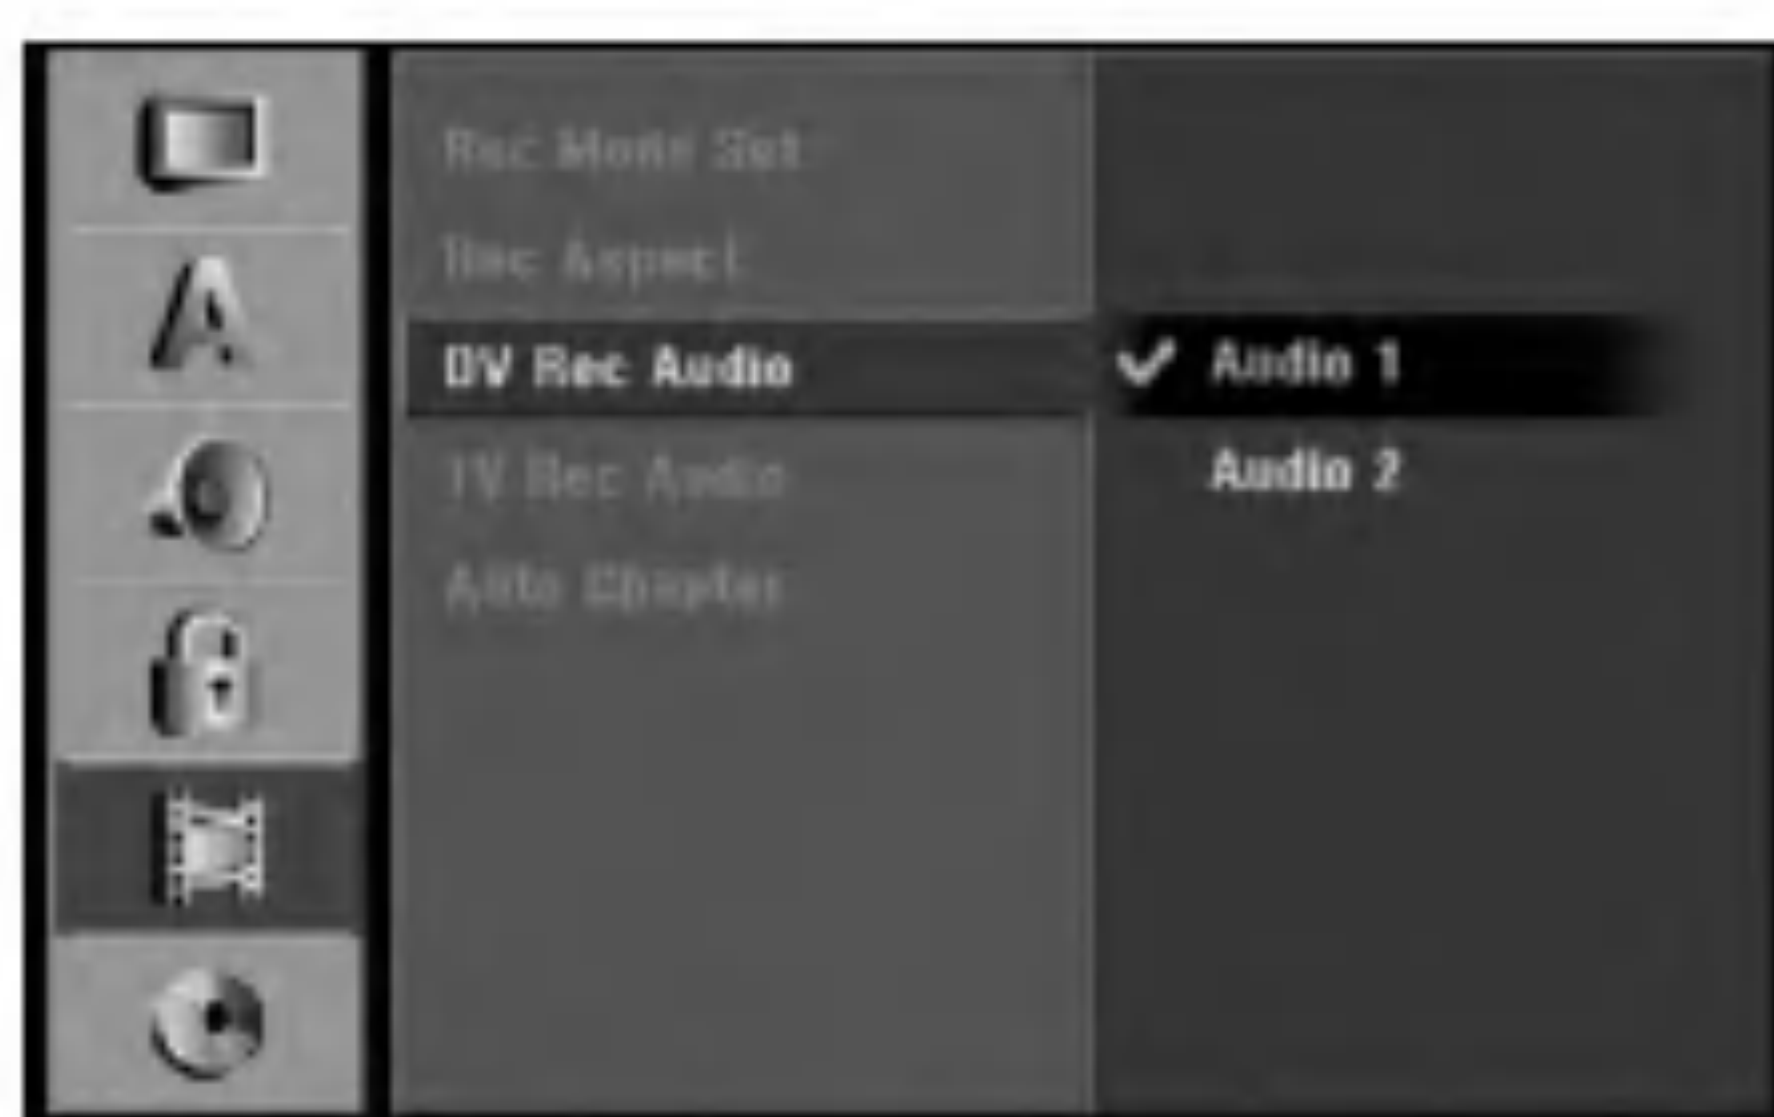 Rec Mode Set
Rec Aspect
DV Rec Audio
TV Rec Audio
Auto Chapter
Audio 1
Audio 2